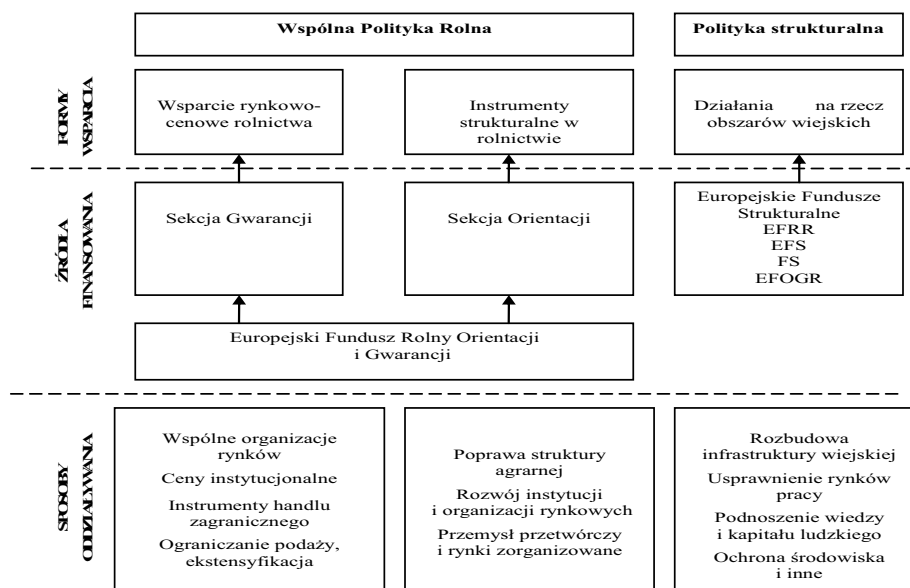 Wspólna Polityka Rolna
Polityka strukturalna
FORMY
WSPARCIA
Wsparcie rynkowo-
cenowe rolnictwa
Instrumenty
strukturalne w
rolnictwie
Działania na rzecz
obszarów wiejskich
ŹRÓDŁA
FINANSOWANIA
Sekcja Gwarancji
Sekcja Orientacji
Europejskie Fundusze
Strukturalne
EFRR
EFS
FS
EFOGR
Europejski Fundusz Rolny Orientacji
i Gwarancji
SPOSOBY
ODDZIAŁYWANIA
Wspólne organizacje
rynków
Ceny instytucjonalne
Instrumenty handlu
zagranicznego
Ograniczanie podaży,
ekstensyfikacja
Poprawa struktury
agrarnej
Rozwój instytucji
i organizacji rynkowych
Przemysł przetwórczy
i rynki zorganizowane
Rozbudowa
infrastruktury wiejskiej
Usprawnienie rynków
pracy
Podnoszenie wiedzy
i kapitału ludzkiego
Ochrona środowiska
i inne